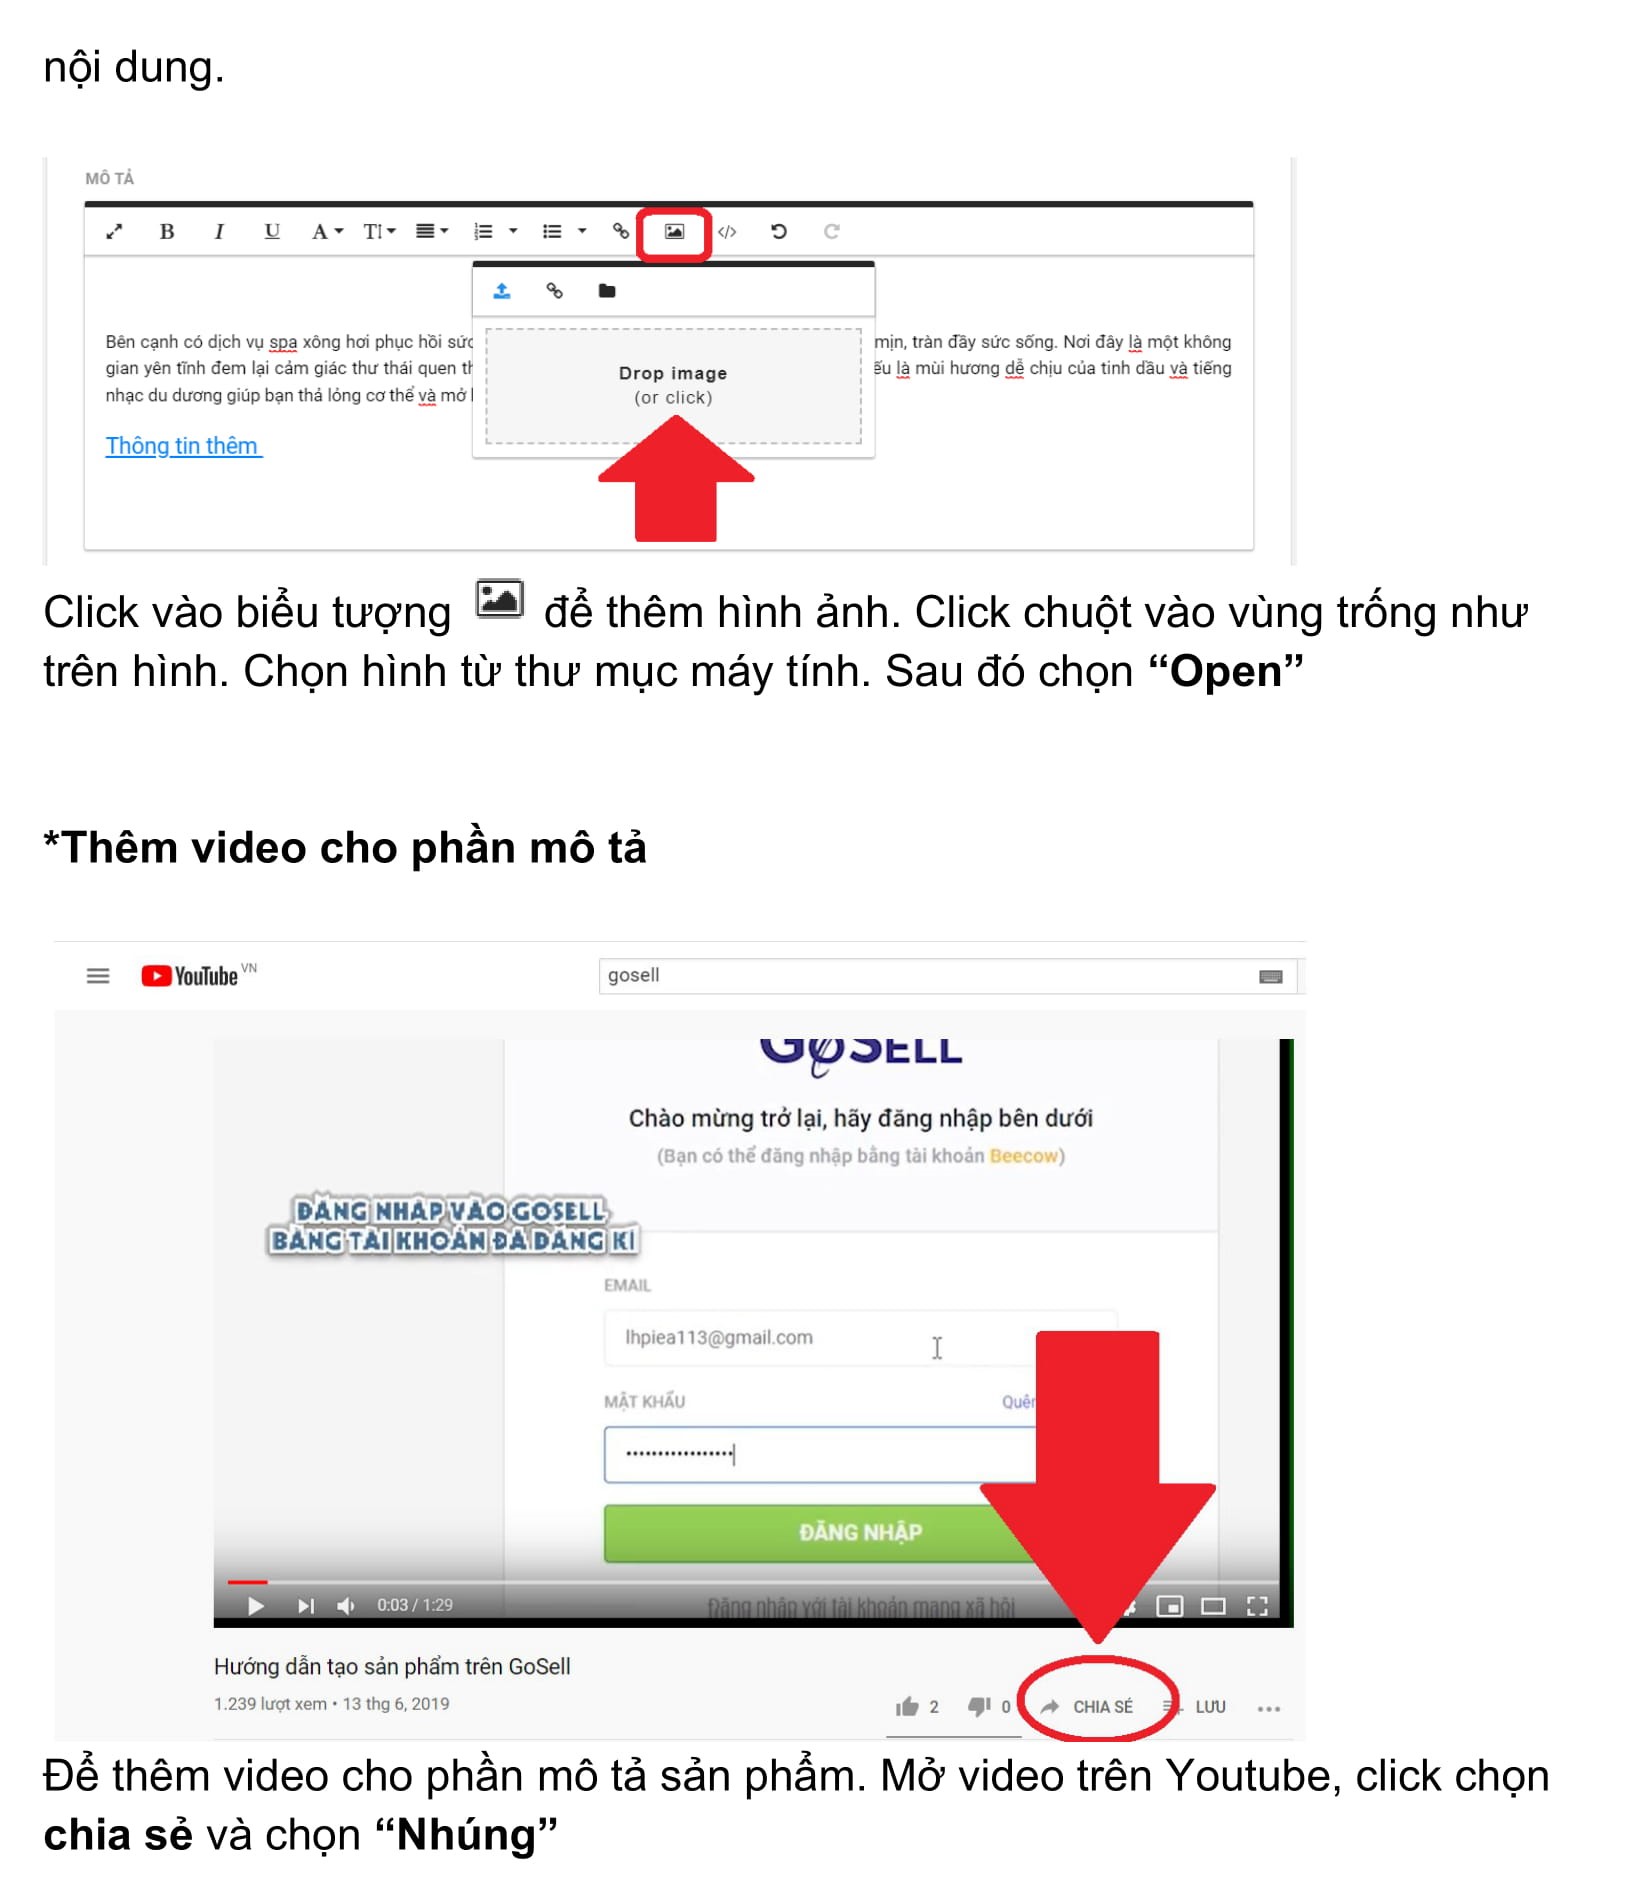 nội dung.
MÔ TẢ
B I U A TI </>
Bên cạnh có dịch vụ spa xông hơi phục hồi sức mịn, tràn đầy sức sống. Nơi đây là một không
gian yên tĩnh đem lại cảm giác thư thái quen là mùi hương dễ chịu của tinh dầu và tiếng
nhạc du dương giúp bạn thả lỏng cơ thể và mở
Drop image
(or click)
Thông tin thêm
Click vào biểu tượng để thêm hình ảnh. Click chuột vào vùng trống như
trên hình. Chọn hình từ thư mục máy tính. Sau đó chọn “Open”
*Thêm video cho phần mô tả
YouTube VN
gosell
GOSELL
Chào mừng trở lại, hãy đăng nhập bên dưới
(Bạn có thể đăng nhập bằng tài khoản Beecow)
ĐĂNG NHẬP VÀO GOSELL
BẰNG TÀI KHOẢN ĐÃ ĐĂNG KÍ
EMAIL
lhpiea113@gmail.com
MẬT KHẨU
ĐĂNG NHẬP
Đăng nhập với tài khoản mạng xã hội
0:03 / 1:29
Hướng dẫn tạo sản phẩm trên GoSell
1.239 lượt xem • 13 thg 6, 2019
2 0 CHIA SẺ LƯU
Để thêm video cho phần mô tả sản phẩm. Mở video trên Youtube, click chọn
chia sẻ và chọn “Nhúng”